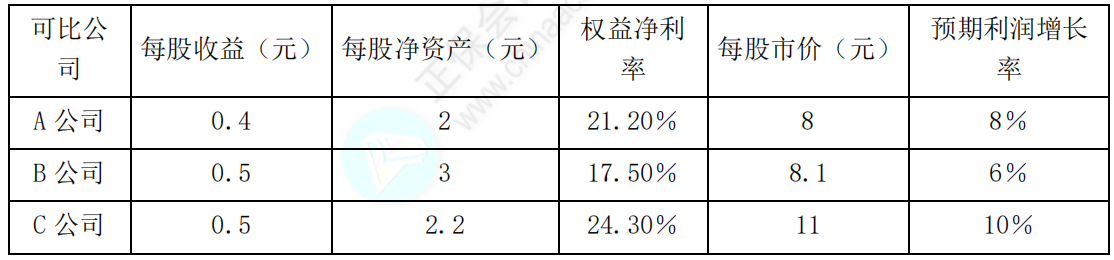 可比公司 每股收益（元） 每股净资产（元） 权益净利率 每股市价（元） 预期利润增长率
A 公司 0.4 2 21.20% 8 8%
B 公司 0.5 3 17.50% 8.1 6%
C 公司 0.5 2.2 24.30% 11 10%